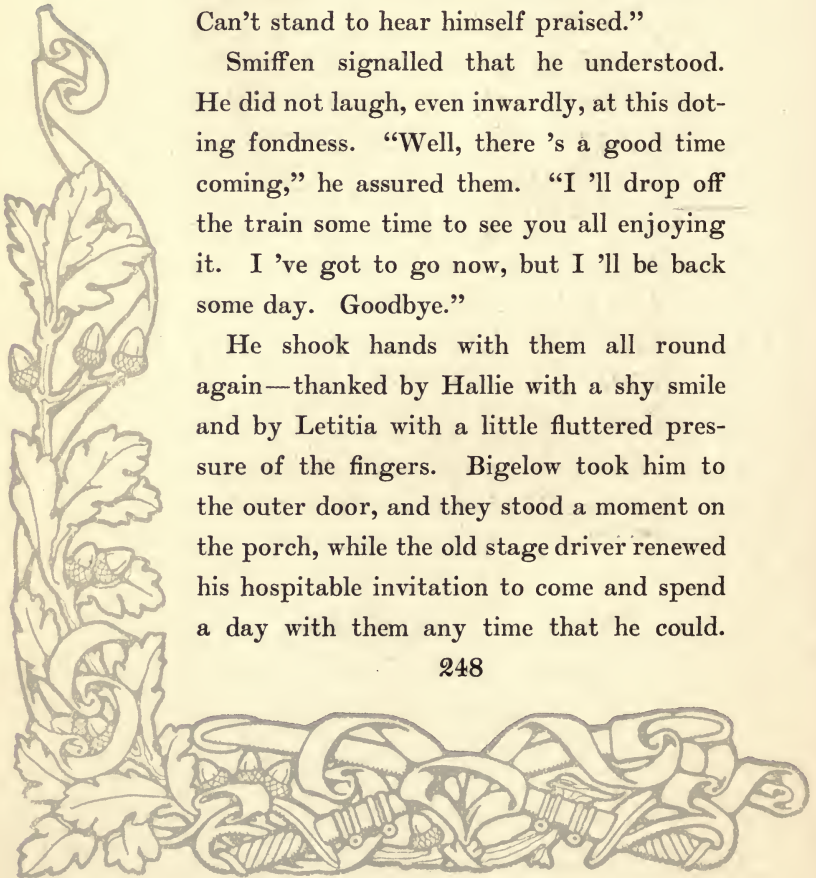 Can't stand to hear himself praised.”
Smiffen signalled that he understood.
He did not laugh, even inwardly, at this dot-
ing fondness. “Well, there 's a good time
coming,” he assured them. “I 'll drop off
the train some time to see you all enjoying
it. I 've got to go now, but I 'll be back
some day. Goodbye.”
He shook hands with them all round
again—thanked by Hallie with a shy smile
and by Letitia with a little fluttered pres-
sure of the fingers. Bigelow took him to
the outer door, and they stood a moment on
the porch, while the old stage driver renewed
his hospitable invitation to come and spend
a day with them any time that he could.
248